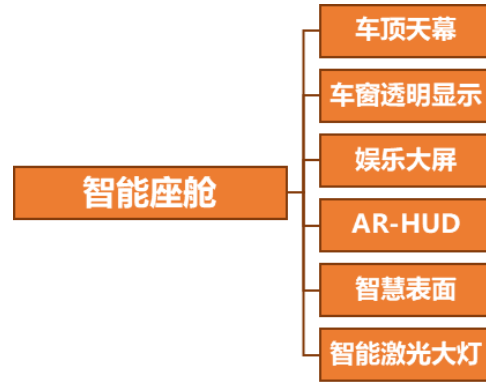 智能座舱
车顶天幕
车窗透明显示
娱乐大屏
AR-HUD
智慧表面
智能激光大灯